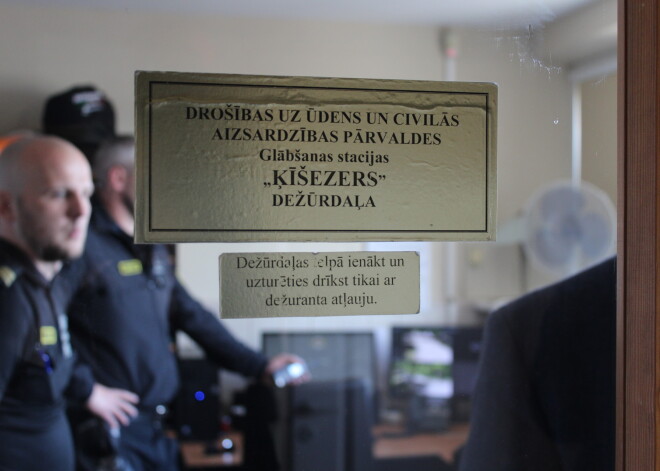 DROŠĪBAS UZ ŪDENS UN CIVILĀS
AIZSARDZĪBAS PĀRVALDES
Glābšanas stacijas
„ĶĪŠEZERS”
DEŽŪRDAĻA
Dežūrdaļas telpā ienākt un
uzturēties drīkst tikai ar
dežuranta atļauju.